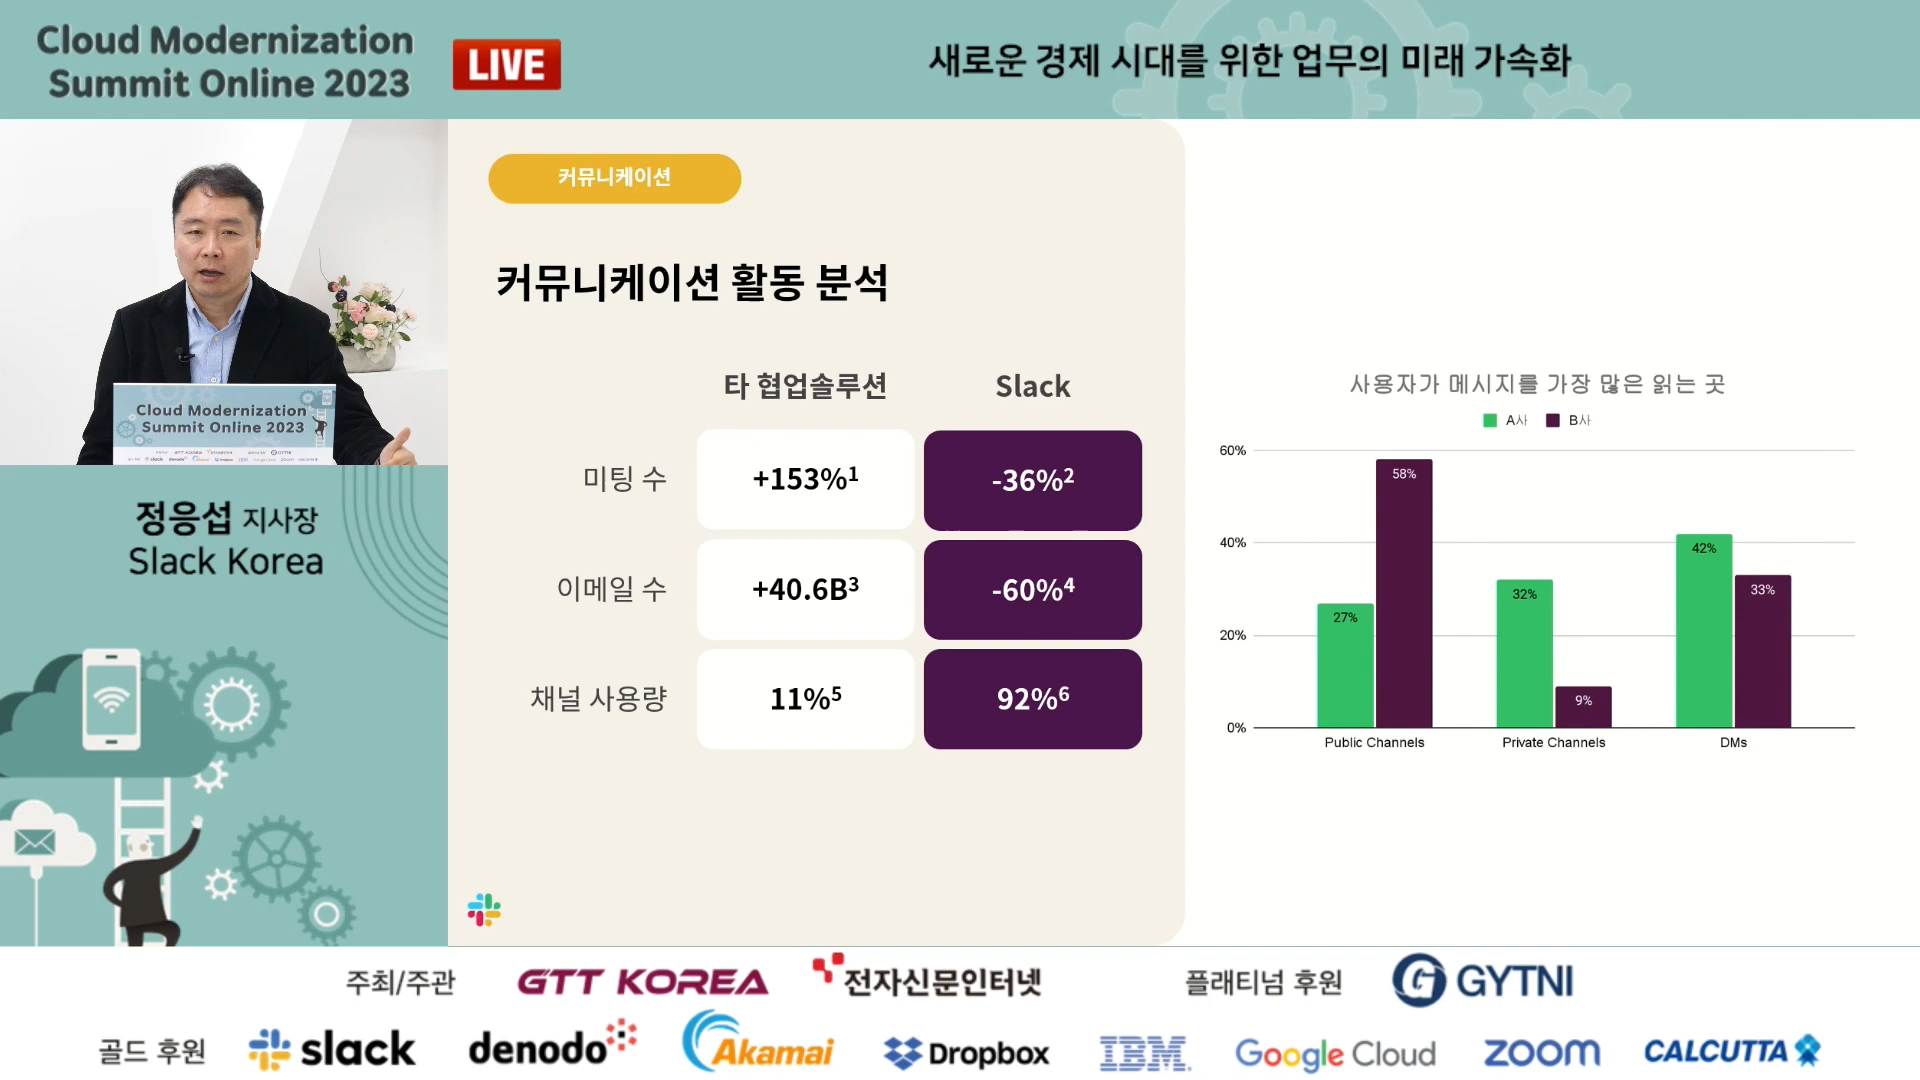 Cloud Modernization
Summit Online 2023
LIVE
새로운 경제 시대를 위한 업무의 미래 가속화
Cloud Modernization
Summit Online 2023
정응섭 지사장
Slack Korea
커뮤니케이션
커뮤니케이션 활동 분석
타 협업솔루션 Slack
미팅 수 +153%¹ -36%²
이메일 수 +40.6B³ -60%⁴
채널 사용량 11%⁵ 92%⁶
사용자가 메시지를 가장 많은 읽는 곳
A사 B사
60%
40%
20%
0%
27% 58% 32% 9% 42% 33%
Public Channels Private Channels DMs
주최/주관 GTT KOREA 전자신문인터넷 플래티넘 후원 GYTNI
골드 후원 slack denodo Akamai Dropbox IBM Google Cloud zoom CALCUTTA